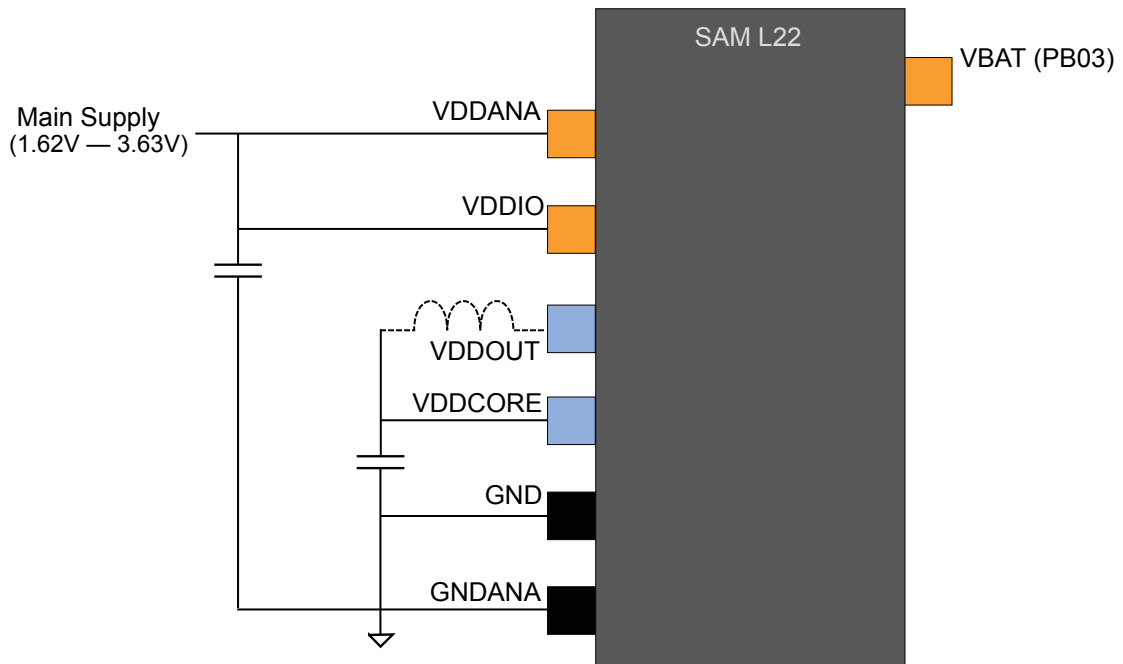 SAM L22
VBAT (PB03)
VDDANA
Main Supply
(1.62V — 3.63V)
VDDIO
VDDOUT
VDDCORE
GND
GNDANA